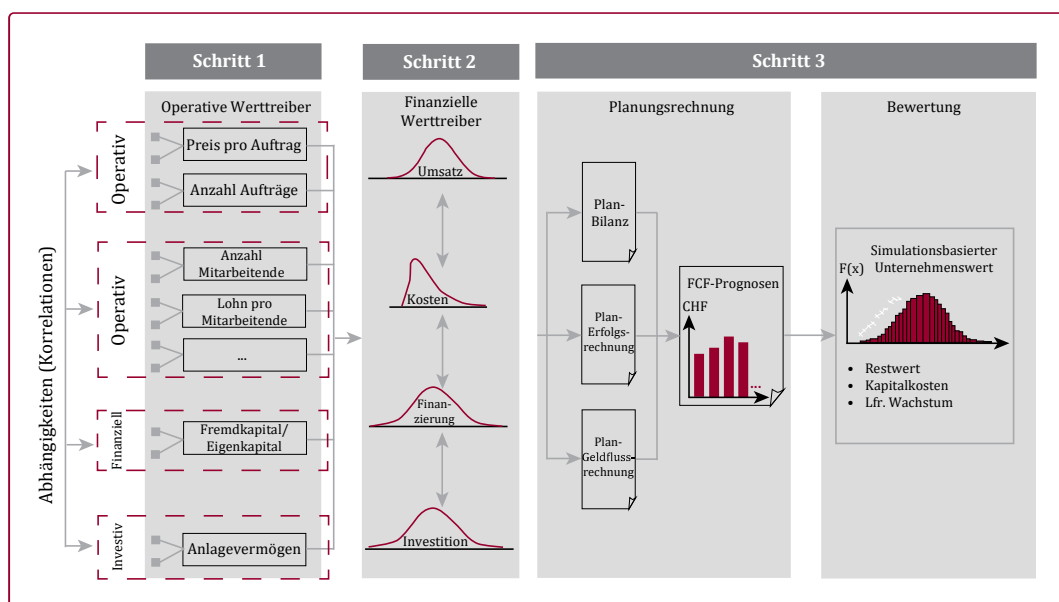 Schritt 1
Schritt 2
Schritt 3
Operative Werttreiber
Finanzielle
Werttreiber
Planungsrechnung
Bewertung
Abhängigkeiten (Korrelationen)
Operativ
Preis pro Auftrag
Anzahl Aufträge
Operativ
Anzahl
Mitarbeitende
Lohn pro
Mitarbeitende
...
Finanziell
Fremdkapital/
Eigenkapital
Investiv
Anlagevermögen
Umsatz
Kosten
Finan-
zierung
Investition
Plan-
Bilanz
Plan-
Erfolgs-
rechnung
Plan-
Geldfluss-
rechnung
FCF-Prognosen
CHF
...
Simulationsbasierter
Unternehmenswert
F(x)
• Restwert
• Kapitalkosten
• Lfr. Wachstum